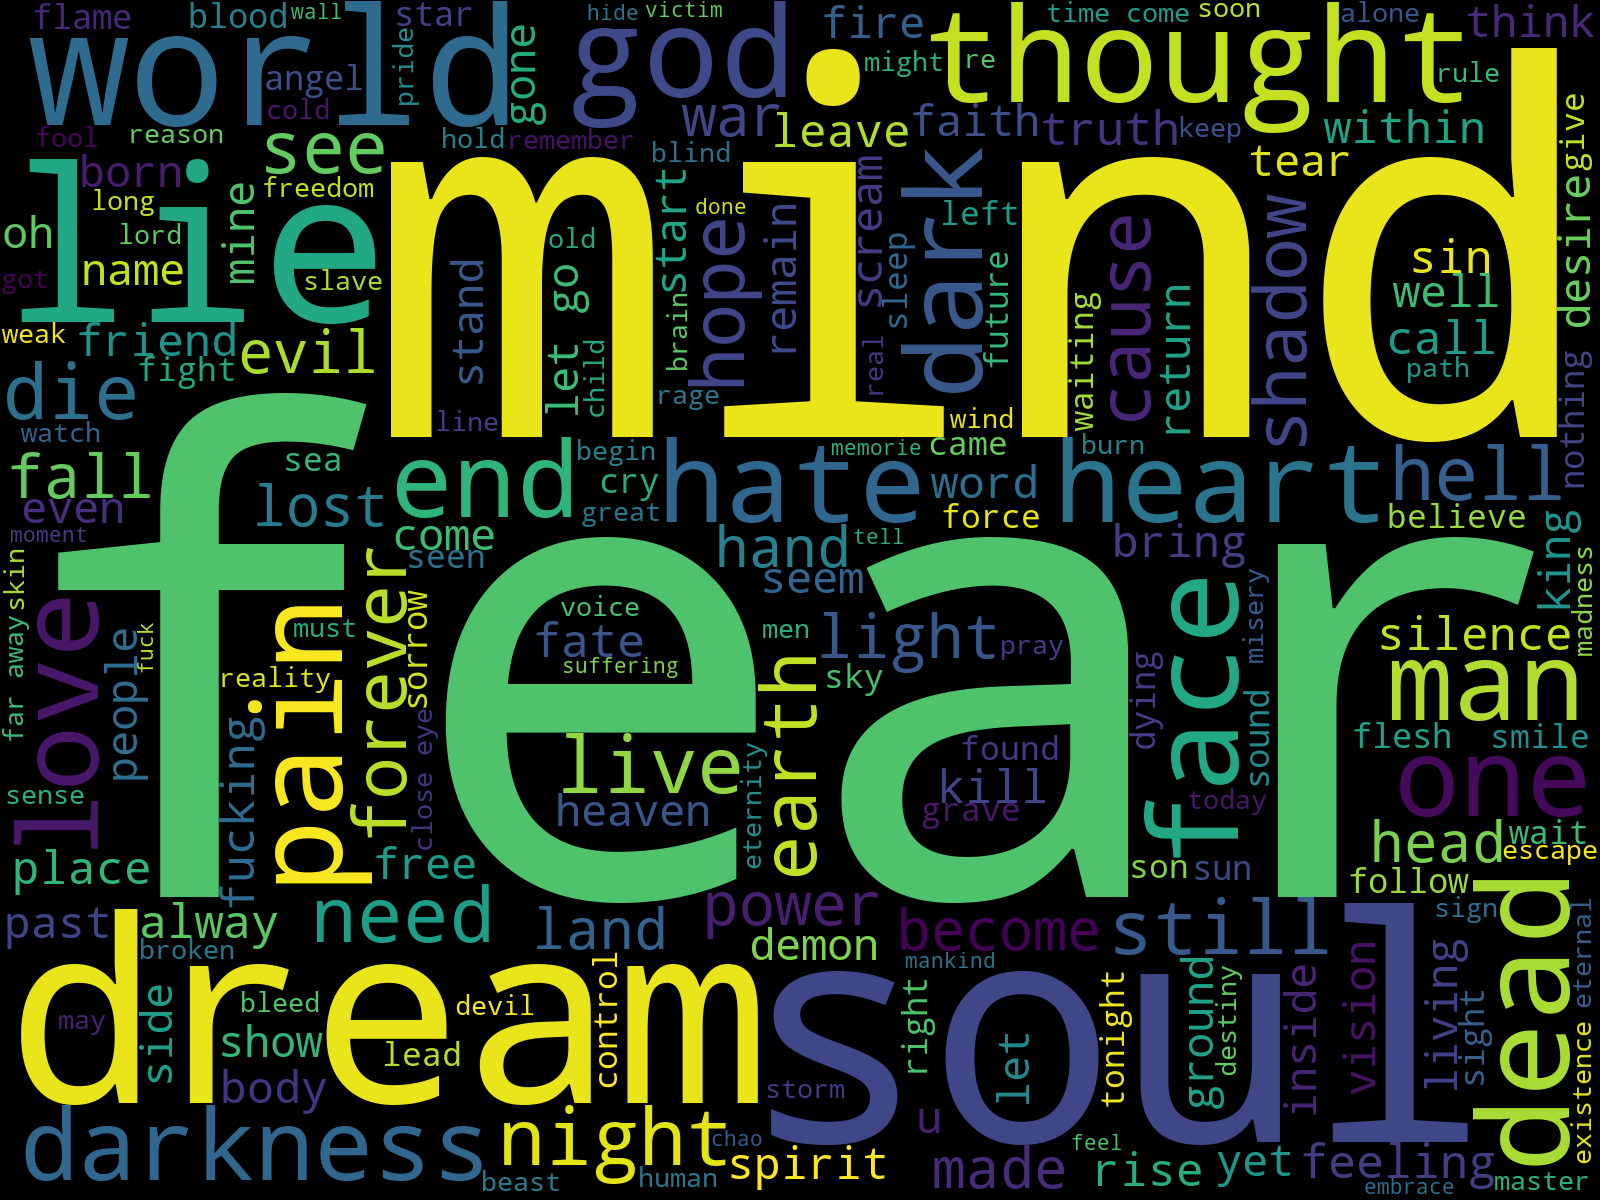 flame
blood
wall
star
hide
victim
fire
time come
soon
alone
think
world
god
thought
angel
pride
gone
might
re
rule
cold
fool
reason
hold
remember
war
leave
faith
truth
keep
within
see
blind
tear
give
born
freedom
long
lord
mine
oh
name
got
slave
lie
mind
done
old
start
hope
remain
scream
dark
left
cause
shadow
sin
desire
well
call
path
weak
friend
fight
evil
stand
let go
child
brain
real
sleep
future
waiting
return
nothing
die
watch
line
rage
wind
memorie
came
burn
fall
sea
end
begin
cry
great
hate
word
force
heart
hell
believe
even
lost
moment
come
seen
hand
seem
tell
bring
king
madness
skin
far away
love
people
fuck
must
reality
pain
forever
sorrow
fear
voice
fate
suffering
men
light
pray
sky
earth
dying
face
misery
sound
silence
man
flesh
smile
sense
fucking
close eye
live
heaven
eternity
found
kill
grave
today
one
place
free
son
sun
head
wait
escape
follow
past
alway
broken
need
land
power
demon
become
still
sign
mankind
eternal
dead
dream
soul
side
bleed
devil
control
may
show
lead
body
storm
right
let
tonight
ground
destiny
inside
vision
living
sight
existence
darkness
night
chao
spirit
beast
human
u
made
feel
rise
yet
feeling
embrace
master